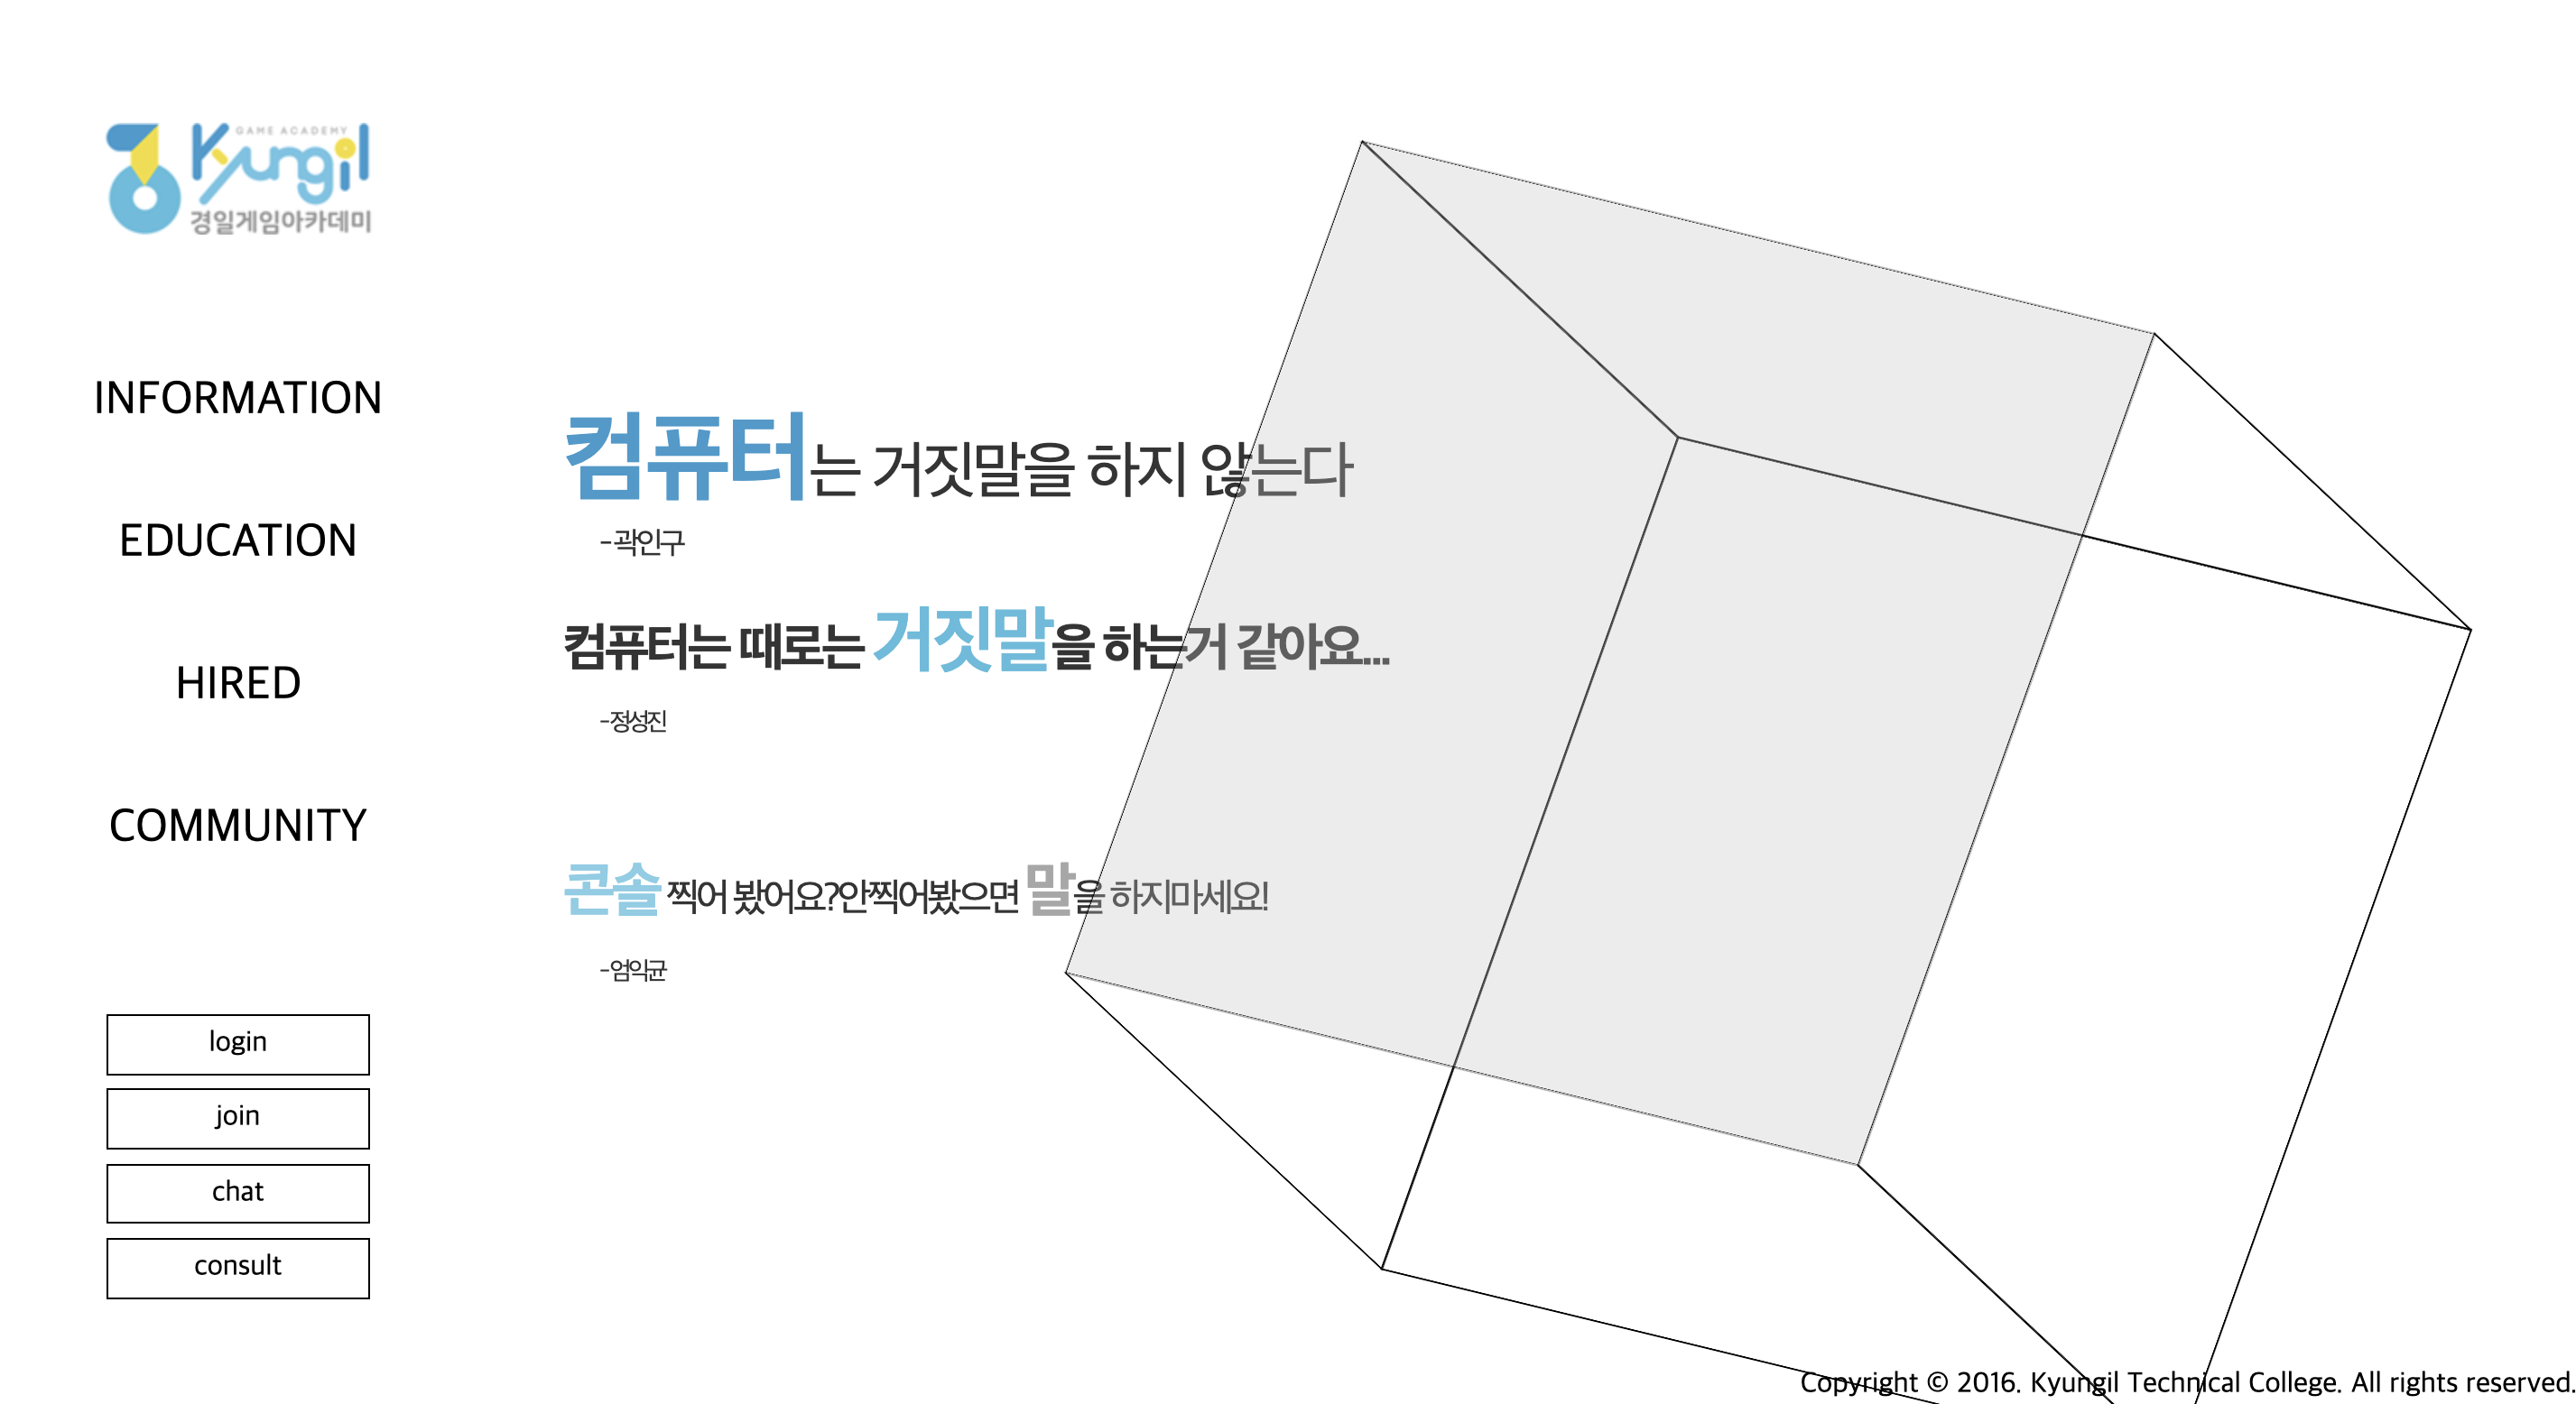 GAME ACADEMY
Kyungil
경일게임아카데미
INFORMATION
EDUCATION
HIRED
COMMUNITY
login
join
chat
consult
컴퓨터는 거짓말을 하지 않는다
-곽인구
컴퓨터는 때로는 거짓말을 하는거 같아요...
-정성진
콘솔 찍어 봤어요?안찍어봤으면 말을 하지마세요!
-엄익균
Copyright © 2016. Kyungil Technical College. All rights reserved.